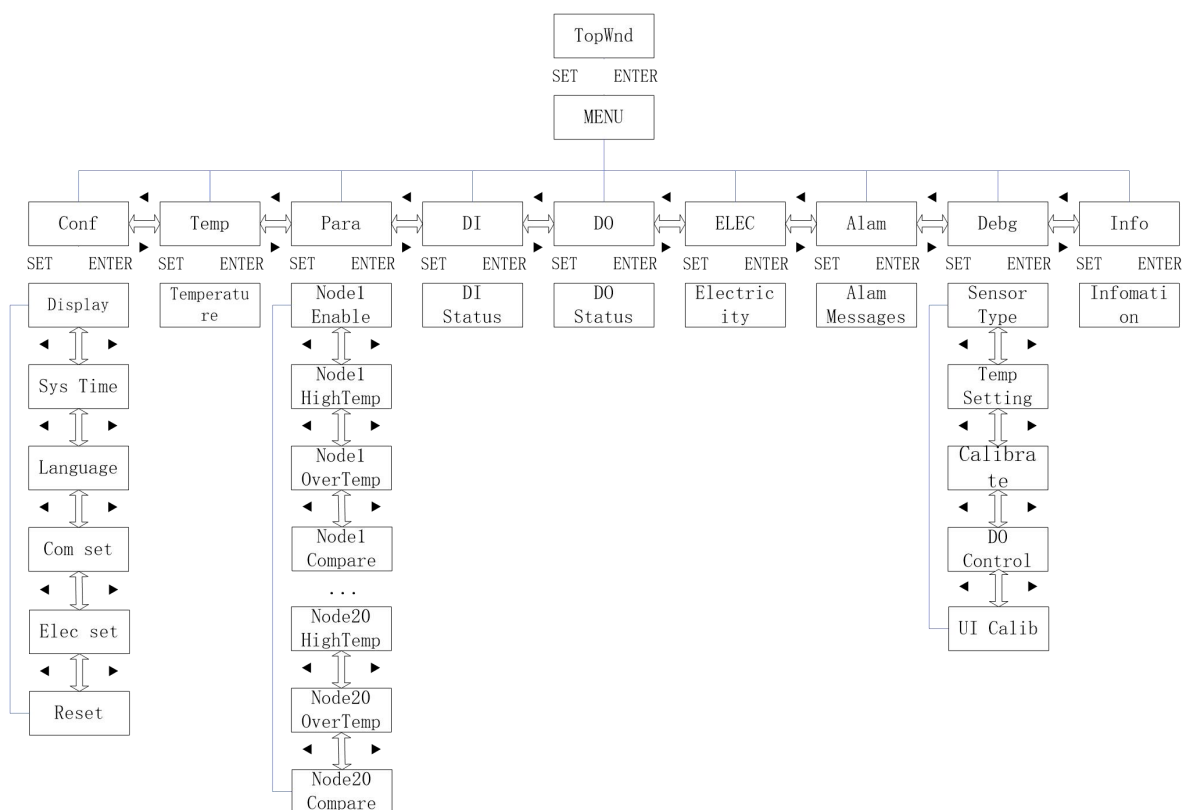 TopWnd
SET ENTER
MENU
◄ ◄ ◄ ◄ ◄ ◄ ◄ ◄
Conf Temp Para DI DO ELEC Alam Debg Info
► ► ► ► ► ► ► ►
SET ENTER SET ENTER SET ENTER SET ENTER SET ENTER SET ENTER SET ENTER SET ENTER SET ENTER
Display
Temperatu
re
Node1
Enable
DI
Status
DO
Status
Electric
ity
Alam
Messages
Sensor
Type
Infomati
on
◄ ► ◄ ► ◄ ►
Sys Time
Node1
HighTemp
Temp
Setting
◄ ► ◄ ► ◄ ►
Language
Node1
OverTemp
Calibra
te
◄ ► ◄ ► ◄ ►
Com set
Node1
Compare
DO
Control
◄ ► ... ◄ ►
Elec set
Node20
HighTemp
UI Calib
◄ ► ◄ ►
Reset
Node20
OverTemp
◄ ►
Node20
Compare